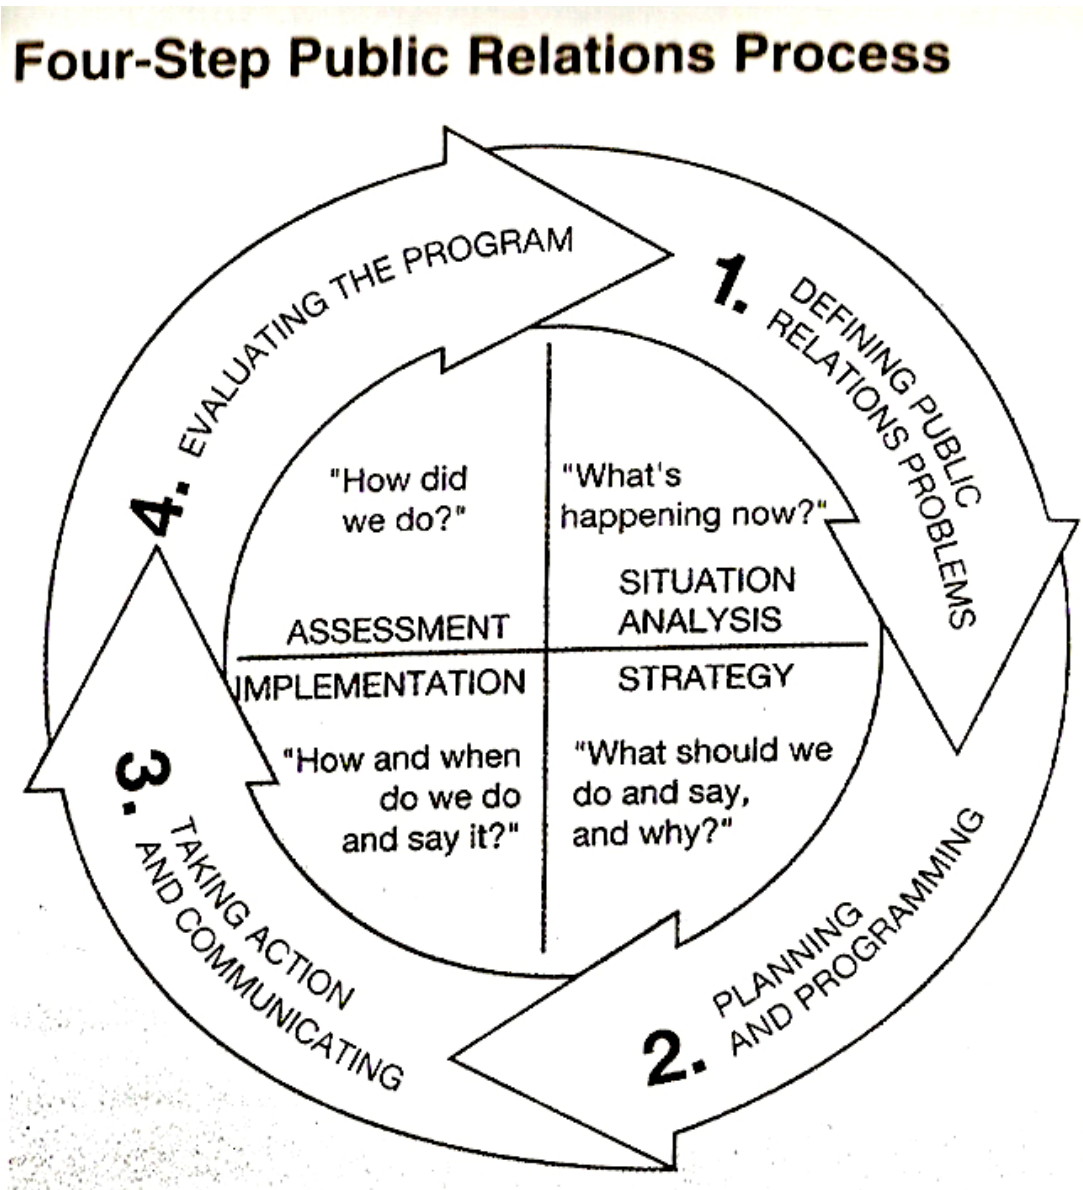 Four-Step Public Relations Process
1. DEFINING PUBLIC
RELATIONS PROBLEMS
"What's
happening now?"
SITUATION
ANALYSIS
STRATEGY
"What should we
do and say,
and why?"
2. PLANNING
AND PROGRAMMING
3. TAKING ACTION
AND COMMUNICATING
IMPLEMENTATION
"How and when
do we do
and say it?"
4. EVALUATING THE PROGRAM
"How did
we do?"
ASSESSMENT